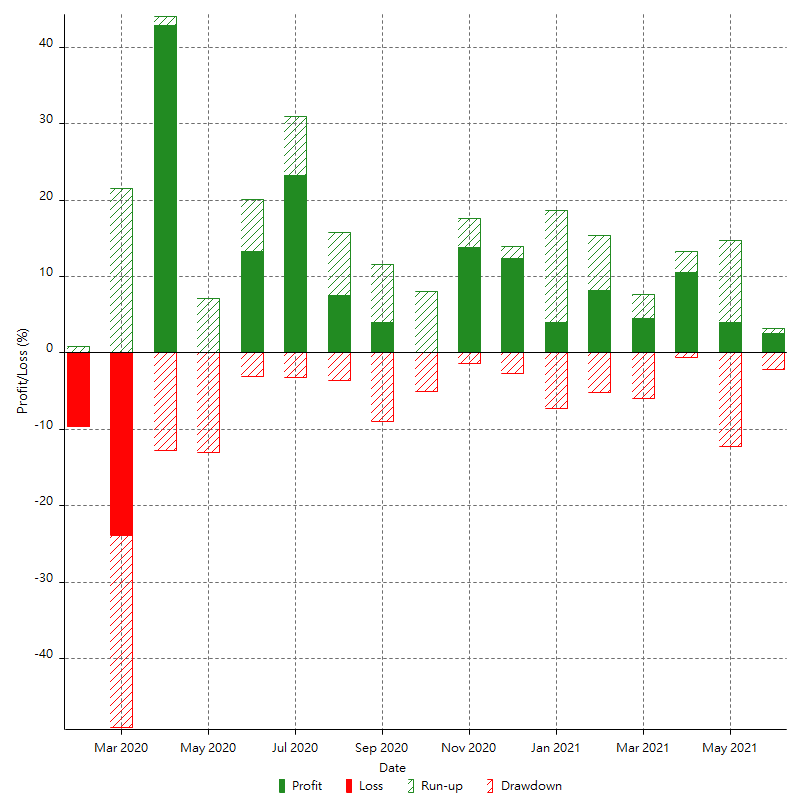 40
30
20
10
0
-10
-20
-30
-40
Profit/Loss (%)
Mar 2020 May 2020 Jul 2020 Sep 2020 Nov 2020 Jan 2021 Mar 2021 May 2021
Date
Profit Loss Run-up Drawdown